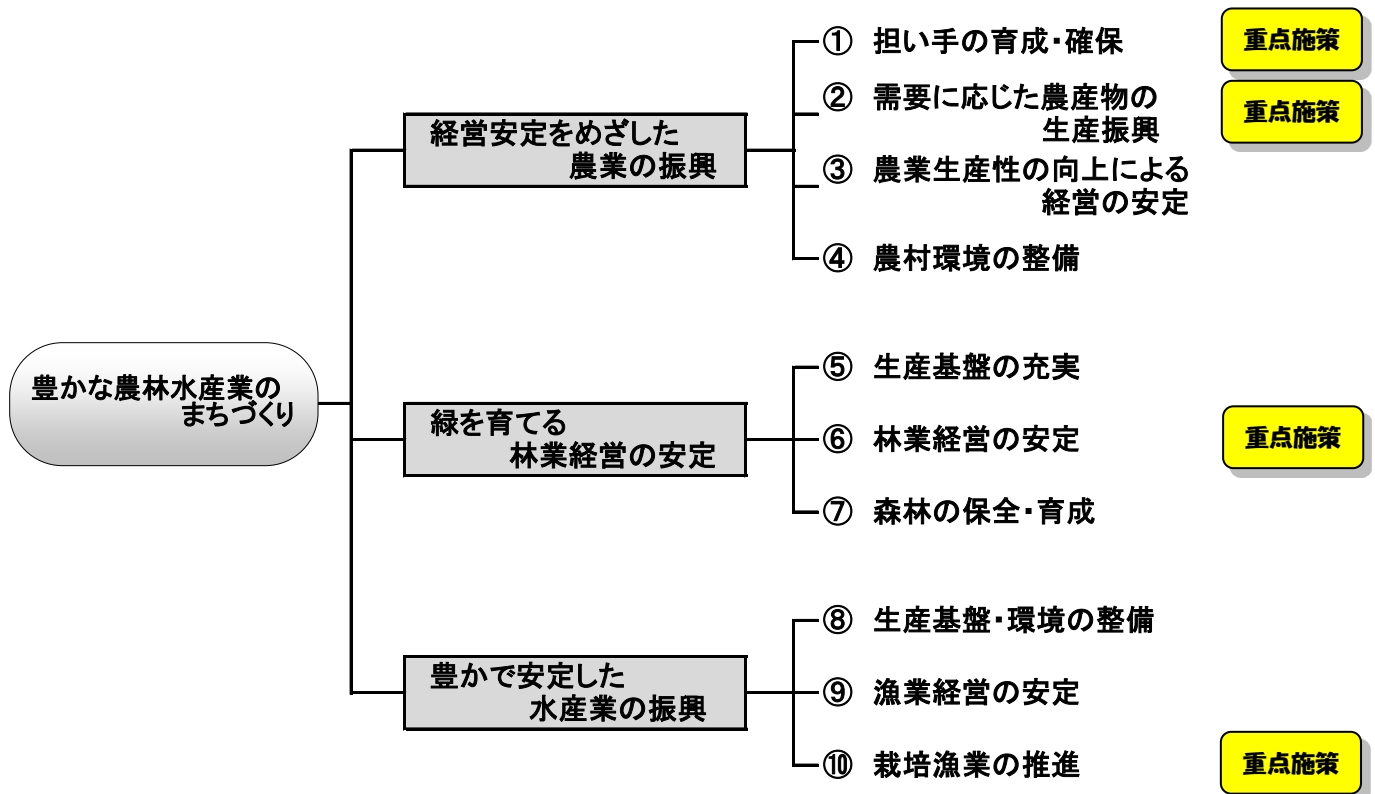 ① 担い手の育成・確保
重点施策
② 需要に応じた農産物の
生産振興
重点施策
経営安定をめざした
農業の振興
③ 農業生産性の向上による
経営の安定
④ 農村環境の整備
豊かな農林水産業の
まちづくり
⑤ 生産基盤の充実
緑を育てる
林業経営の安定
⑥ 林業経営の安定
重点施策
⑦ 森林の保全・育成
⑧ 生産基盤・環境の整備
豊かで安定した
水産業の振興
⑨ 漁業経営の安定
⑩ 栽培漁業の推進
重点施策